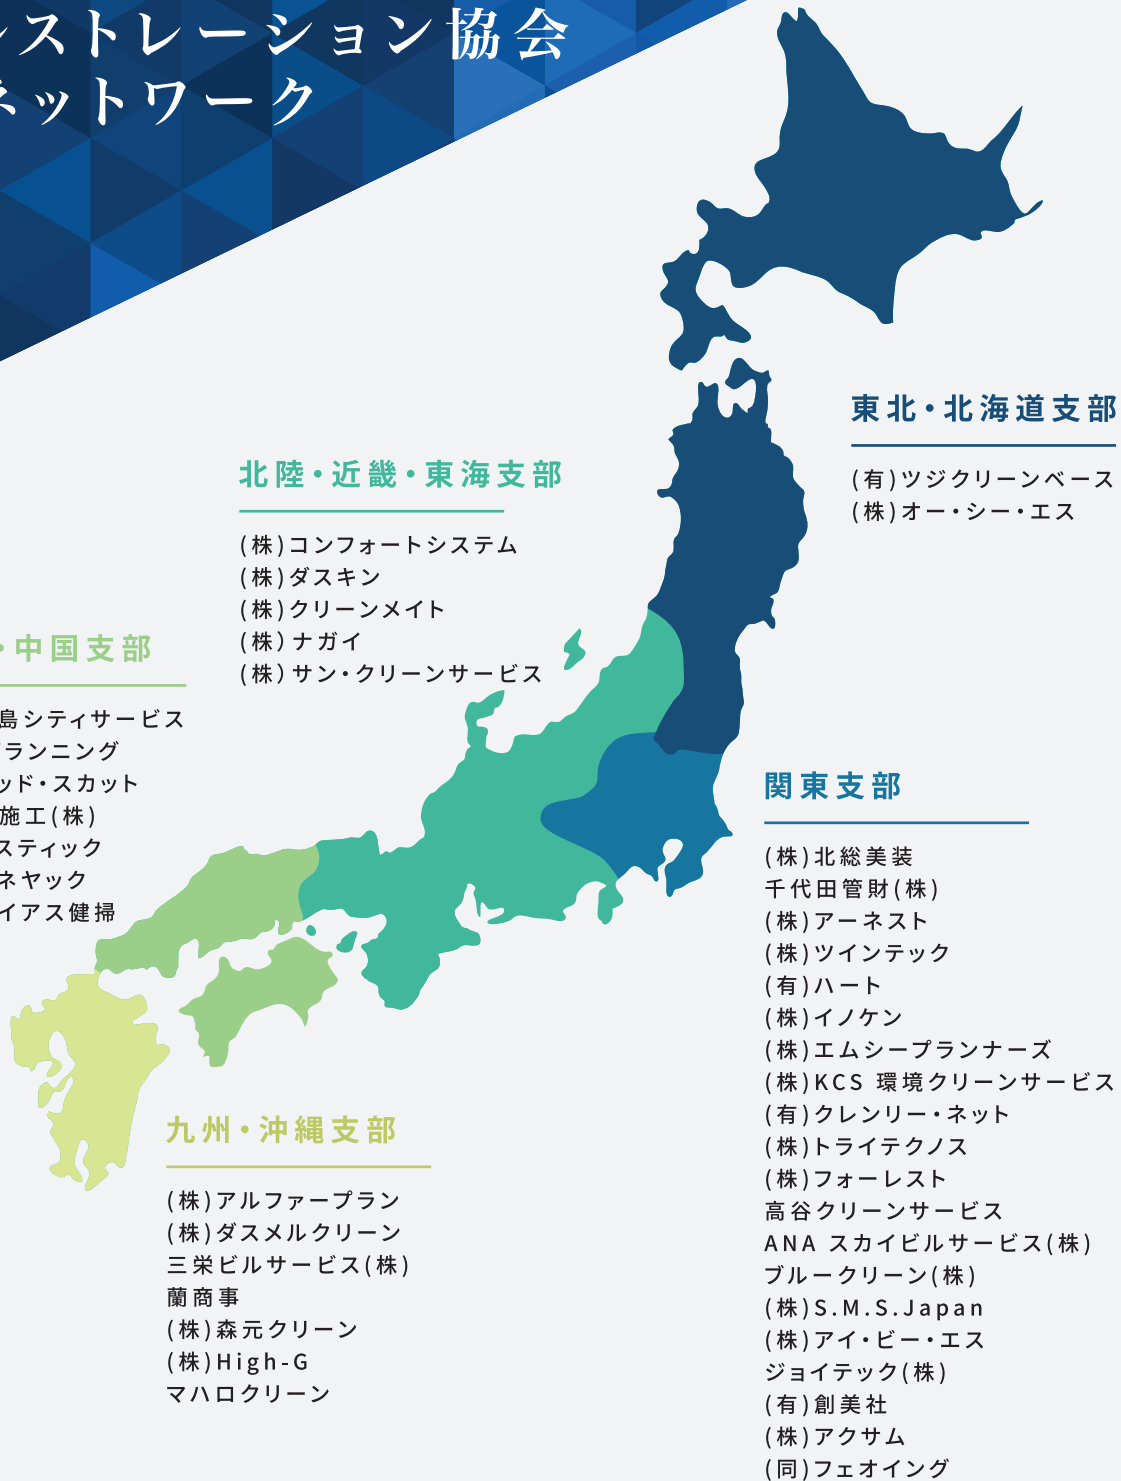 ストレーション協会
ネットワーク
東北・北海道支部
(有)ツジクリーンベース
(株)オー・シー・エス
北陸・近畿・東海支部
(株)コンフォートシステム
(株)ダスキン
(株)クリーンメイト
(株)ナガイ
(株)サン・クリーンサービス
・中国支部
島シティサービス
ランニング
ッド・スカット
施工(株)
スティック
ネヤック
イアス健掃
関東支部
(株)北総美装
千代田管財(株)
(株)アーネスト
(株)ツインテック
(有)ハート
(株)イノケン
(株)エムシープランナーズ
(株)KCS 環境クリーンサービス
(有)クレンリー・ネット
(株)トライテクノス
(株)フォーレスト
高谷クリーンサービス
ANA スカイビルサービス(株)
ブルークリーン(株)
(株)S.M.S.Japan
(株)アイ・ビー・エス
ジョイテック(株)
(有)創美社
(株)アクサム
(同)フェオイング
九州・沖縄支部
(株)アルファープラン
(株)ダスメルクリーン
三栄ビルサービス(株)
蘭商事
(株)森元クリーン
(株)High-G
マハロクリーン